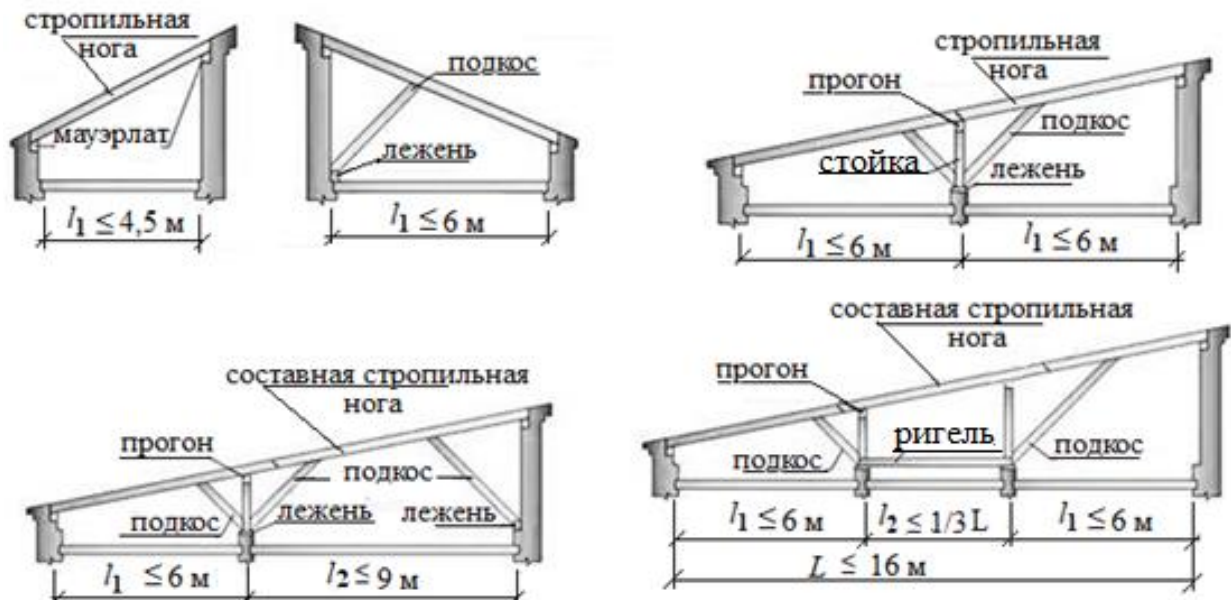 стропильная
нога
мауэрлат
l1 ≤ 4,5 м
подкос
лежень
l1 ≤ 6 м
стропильная
нога
прогон
подкос
стойка
лежень
l1 ≤ 6 м
l1 ≤ 6 м
составная стропильная
нога
прогон
подкос
подкос
лежень
лежень
l1 ≤ 6 м
l2 ≤ 9 м
составная стропильная
нога
прогон
ригель
подкос
подкос
l1 ≤ 6 м
l2 ≤ 1/3 L
l1 ≤ 6 м
L ≤ 16 м